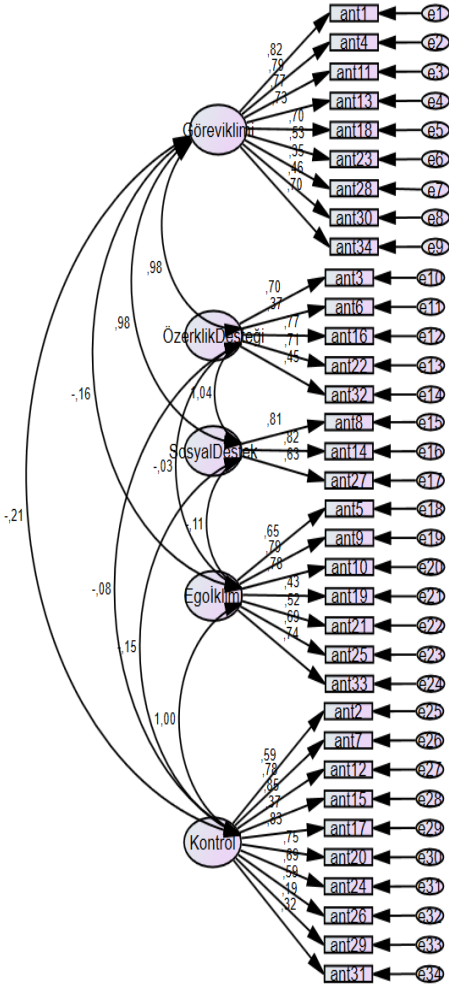 ant1 e1
,82
ant4 e2
,79
ant11 e3
,77
ant13 e4
,73
Göreviklimi
ant18 e5
,70
ant23 e6
,53
ant28 e7
,35
ant30 e8
,46
ant34 e9
,70
,98
ant3 e10
,70
ant6 e11
,37
ÖzerklikDesteği
ant16 e12
,77
ant22 e13
,71
ant32 e14
,45
,98
1,04
-,16
ant8 e15
,81
SosyalDestek
ant14 e16
,82
ant27 e17
,63
-,03
-,21
-,11
ant5 e18
,65
ant9 e19
,79
ant10 e20
,78
Egoİklim
ant19 e21
,43
ant21 e22
,52
ant25 e23
,69
ant33 e24
,74
-,08
-,15
1,00
ant2 e25
,59
ant7 e26
,78
ant12 e27
,85
ant15 e28
,37
ant17 e29
,83
Kontrol
ant20 e30
,75
ant24 e31
,69
ant26 e32
,59
ant29 e33
,19
ant31 e34
,32